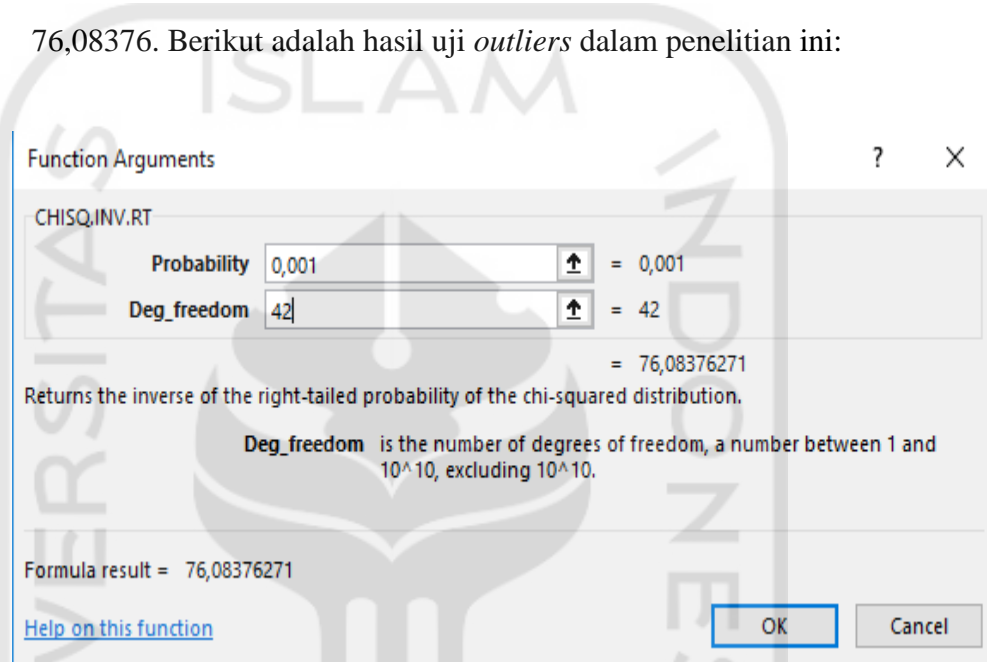 76,08376. Berikut adalah hasil uji outliers dalam penelitian ini:
ISLAM
VERSITAS
INDONES
Function Arguments ? X
CHISQ.INV.RT
Probability 0,001 = 0,001
Deg_freedom 42 = 42
= 76,08376271
Returns the inverse of the right-tailed probability of the chi-squared distribution.
Deg_freedom is the number of degrees of freedom, a number between 1 and
10^10, excluding 10^10.
Formula result = 76,08376271
Help on this function OK Cancel